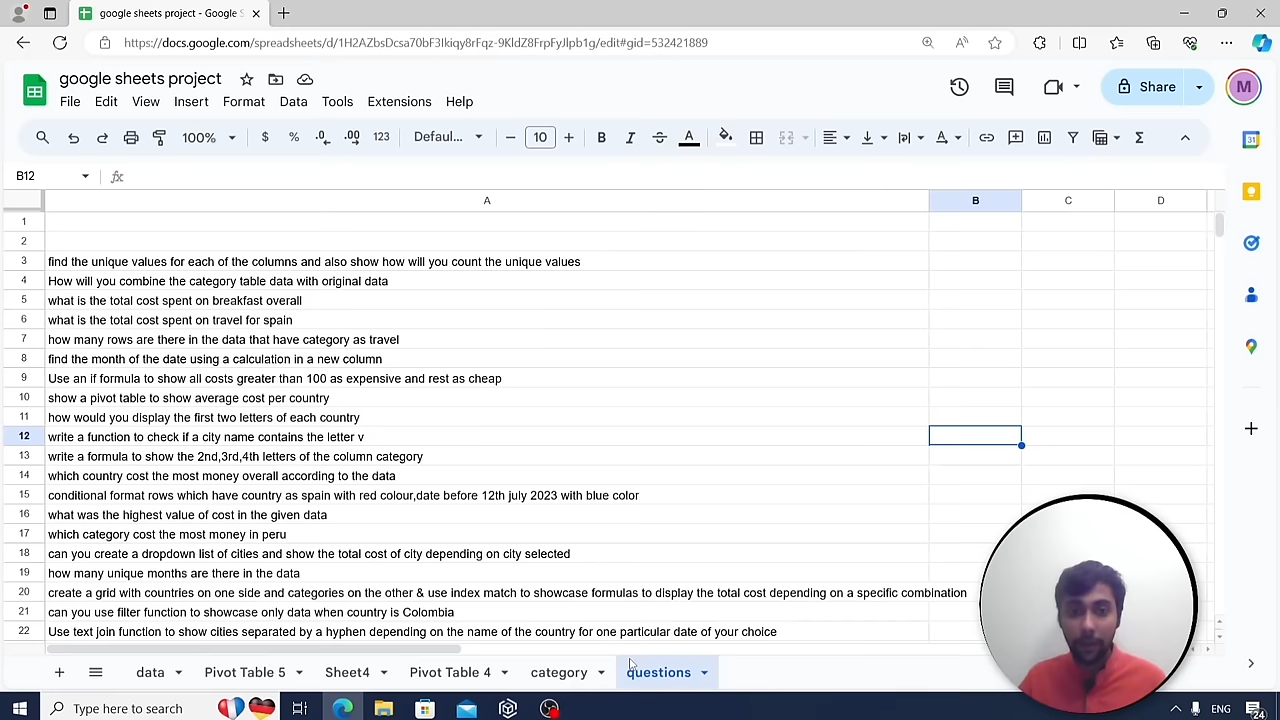 google sheets project - Google S
https://docs.google.com/spreadsheets/d/1H2AZbsDcsa70bF3Ikiqy8rFqz-9KldZ8FrpFyJlpb1g/edit#gid=532421889
google sheets project
File Edit View Insert Format Data Tools Extensions Help
Share
M
100% $ % .0 .00 123 Defaul... 10 B I A
B12 fx
A B C D
1
2
3 find the unique values for each of the columns and also show how will you count the unique values
4 How will you combine the category table data with original data
5 what is the total cost spent on breakfast overall
6 what is the total cost spent on travel for spain
7 how many rows are there in the data that have category as travel
8 find the month of the date using a calculation in a new column
9 Use an if formula to show all costs greater than 100 as expensive and rest as cheap
10 show a pivot table to show average cost per country
11 how would you display the first two letters of each country
12 write a function to check if a city name contains the letter v
13 write a formula to show the 2nd,3rd,4th letters of the column category
14 which country cost the most money overall according to the data
15 conditional format rows which have country as spain with red colour,date before 12th july 2023 with blue color
16 what was the highest value of cost in the given data
17 which category cost the most money in peru
18 can you create a dropdown list of cities and show the total cost of city depending on city selected
19 how many unique months are there in the data
20 create a grid with countries on one side and categories on the other & use index match to showcase formulas to display the total cost depending on a specific combination
21 can you use filter function to showcase only data when country is Colombia
22 Use text join function to show cities separated by a hyphen depending on the name of the country for one particular date of your choice
data Pivot Table 5 Sheet4 Pivot Table 4 category questions
Type here to search
ENG
24